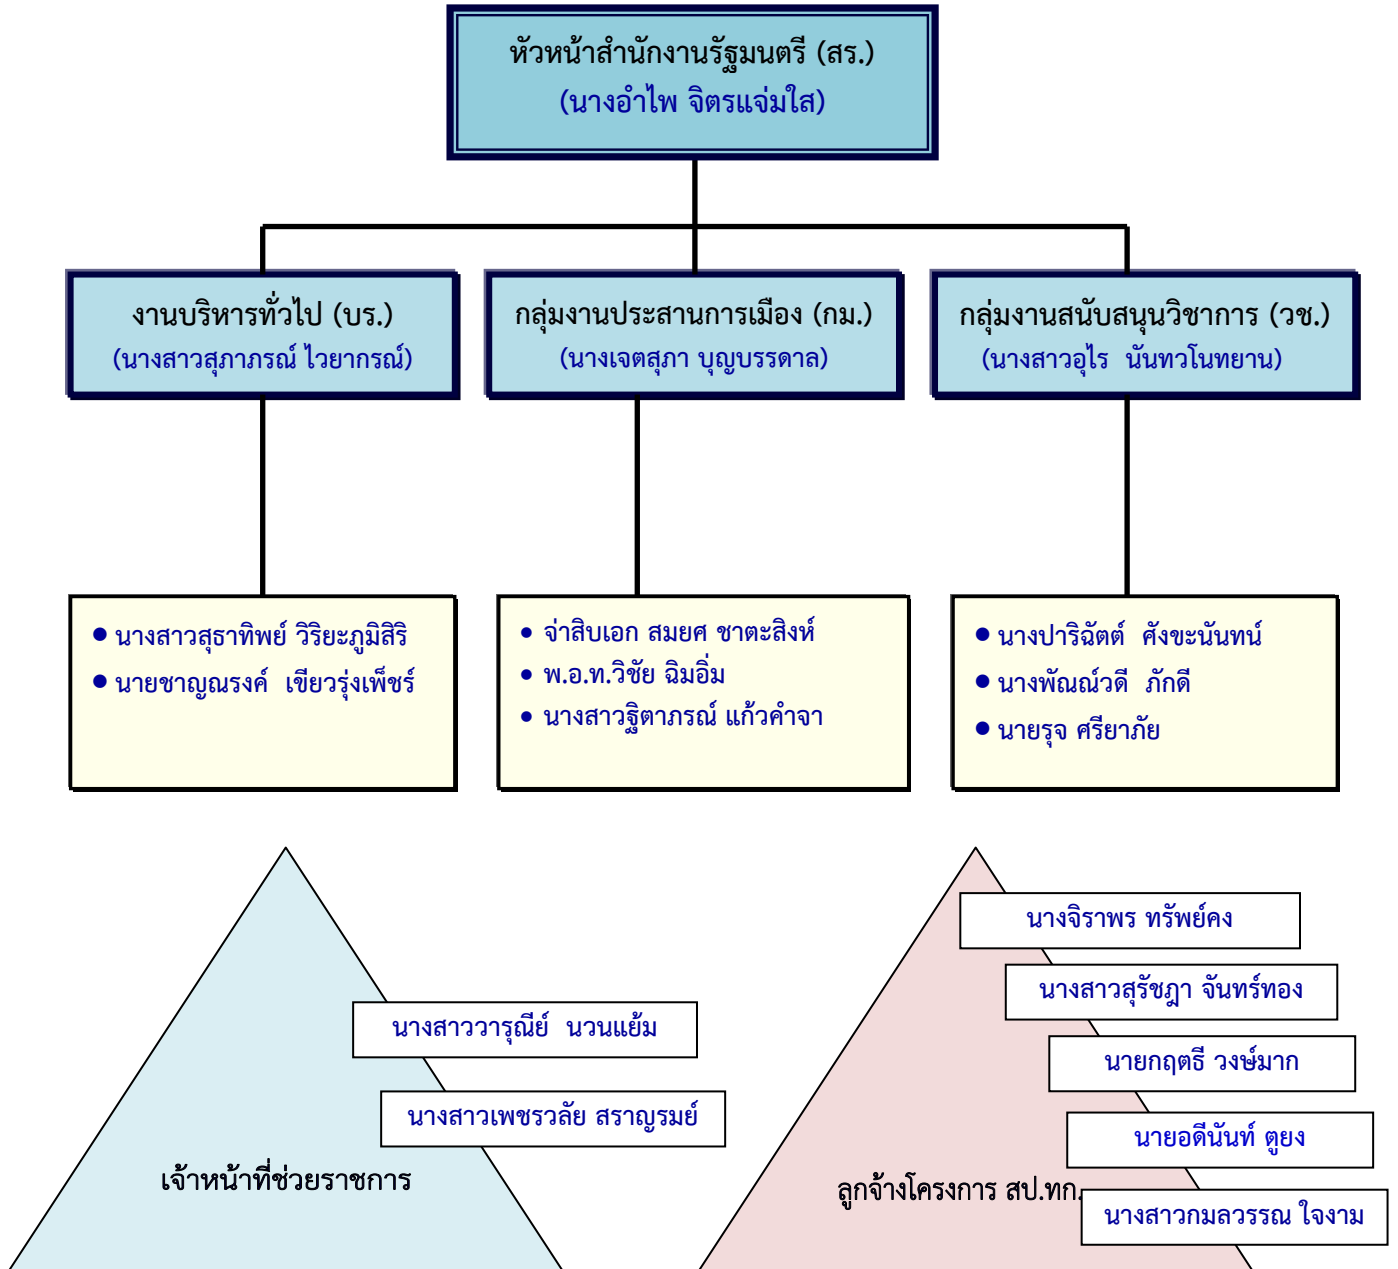 หัวหน้าสำนักงานรัฐมนตรี (สร.)
(นางอำไพ จิตรแจ่มใส)
งานบริหารทั่วไป (บร.)
(นางสาวสุภาภรณ์ ไวยากรณ์)
กลุ่มงานประสานการเมือง (กม.)
(นางเจตสุภา บุญบรรดาล)
กลุ่มงานสนับสนุนวิชาการ (วช.)
(นางสาวอุไร นันทวโนทยาน)
● นางสาวสุธาทิพย์ วิริยะภูมิสิริ
● นายชาญณรงค์ เขียวรุ่งเพ็ชร์
● จ่าสิบเอก สมยศ ชาตะสิงห์
● พ.อ.ท.วิชัย ฉิมอิ่ม
● นางสาวฐิตาภรณ์ แก้วคำจา
● นางปาริฉัตต์ ศังขะนันทน์
● นางพัณณ์วดี ภักดี
● นายรุจ ศรียาภัย
นางสาววารุณีย์ นวนแย้ม
นางสาวเพชรวลัย สราญรมย์
เจ้าหน้าที่ช่วยราชการ
นางจิราพร ทรัพย์คง
นางสาวสุรัชฎา จันทร์ทอง
นายกฤตธี วงษ์มาก
นายอดีนันท์ ตูยง
ลูกจ้างโครงการ สป.ทก.
นางสาวกมลวรรณ ใจงาม